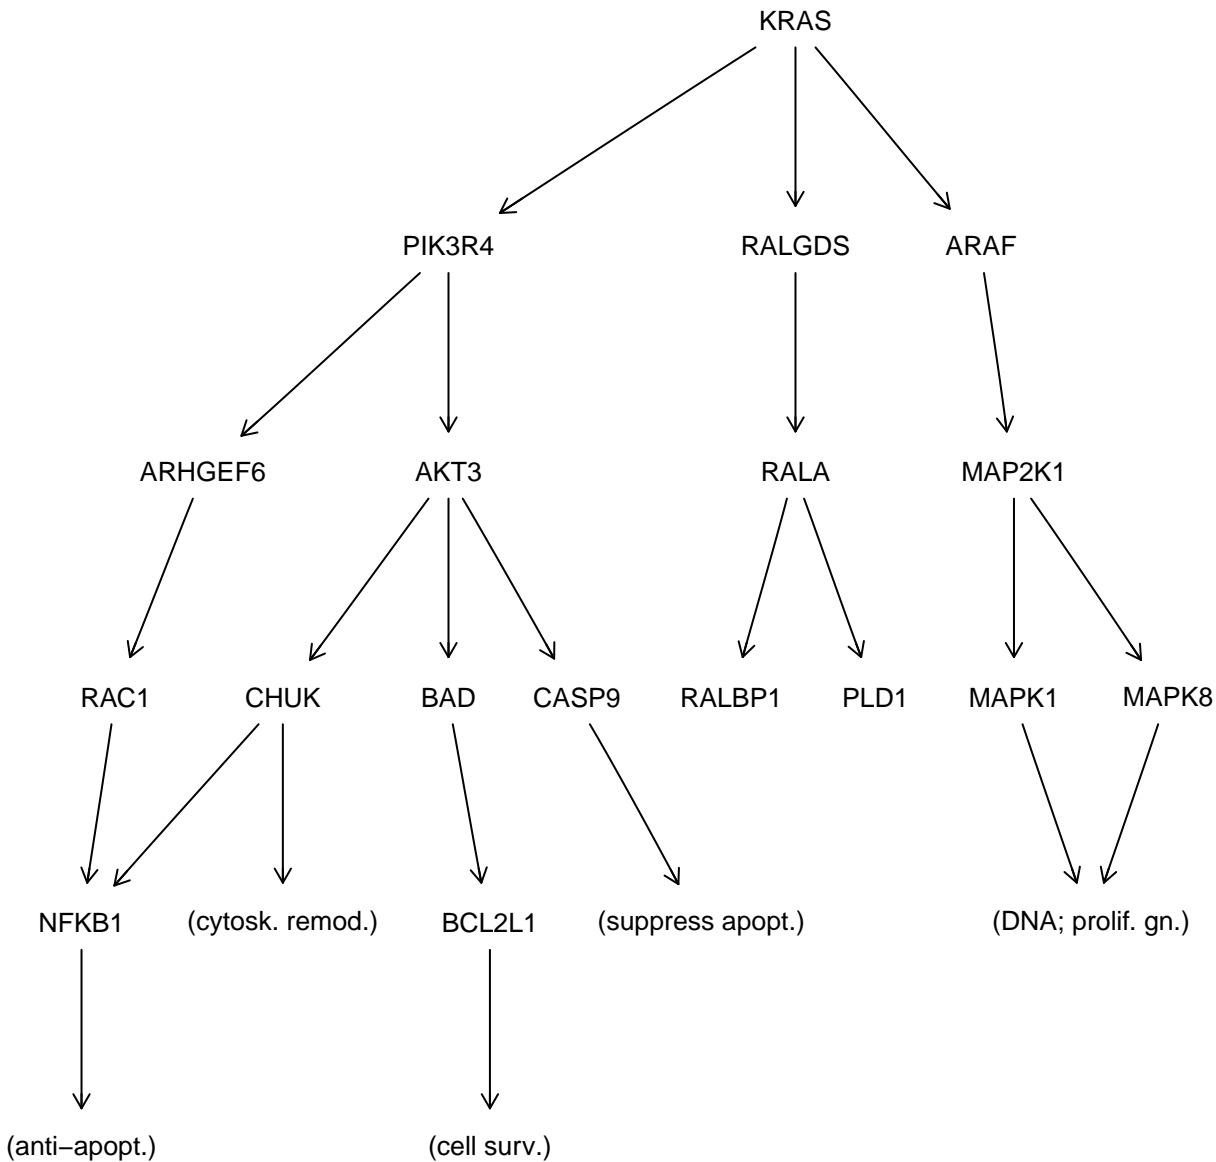 KRAS
PIK3R4 RALGDS ARAF
ARHGEF6 AKT3 RALA MAP2K1
RAC1 CHUK BAD CASP9 RALBP1 PLD1 MAPK1 MAPK8
NFKB1 (cytosk. remod.) BCL2L1 (suppress apopt.) (DNA; prolif. gn.)
(anti−apopt.) (cell surv.)